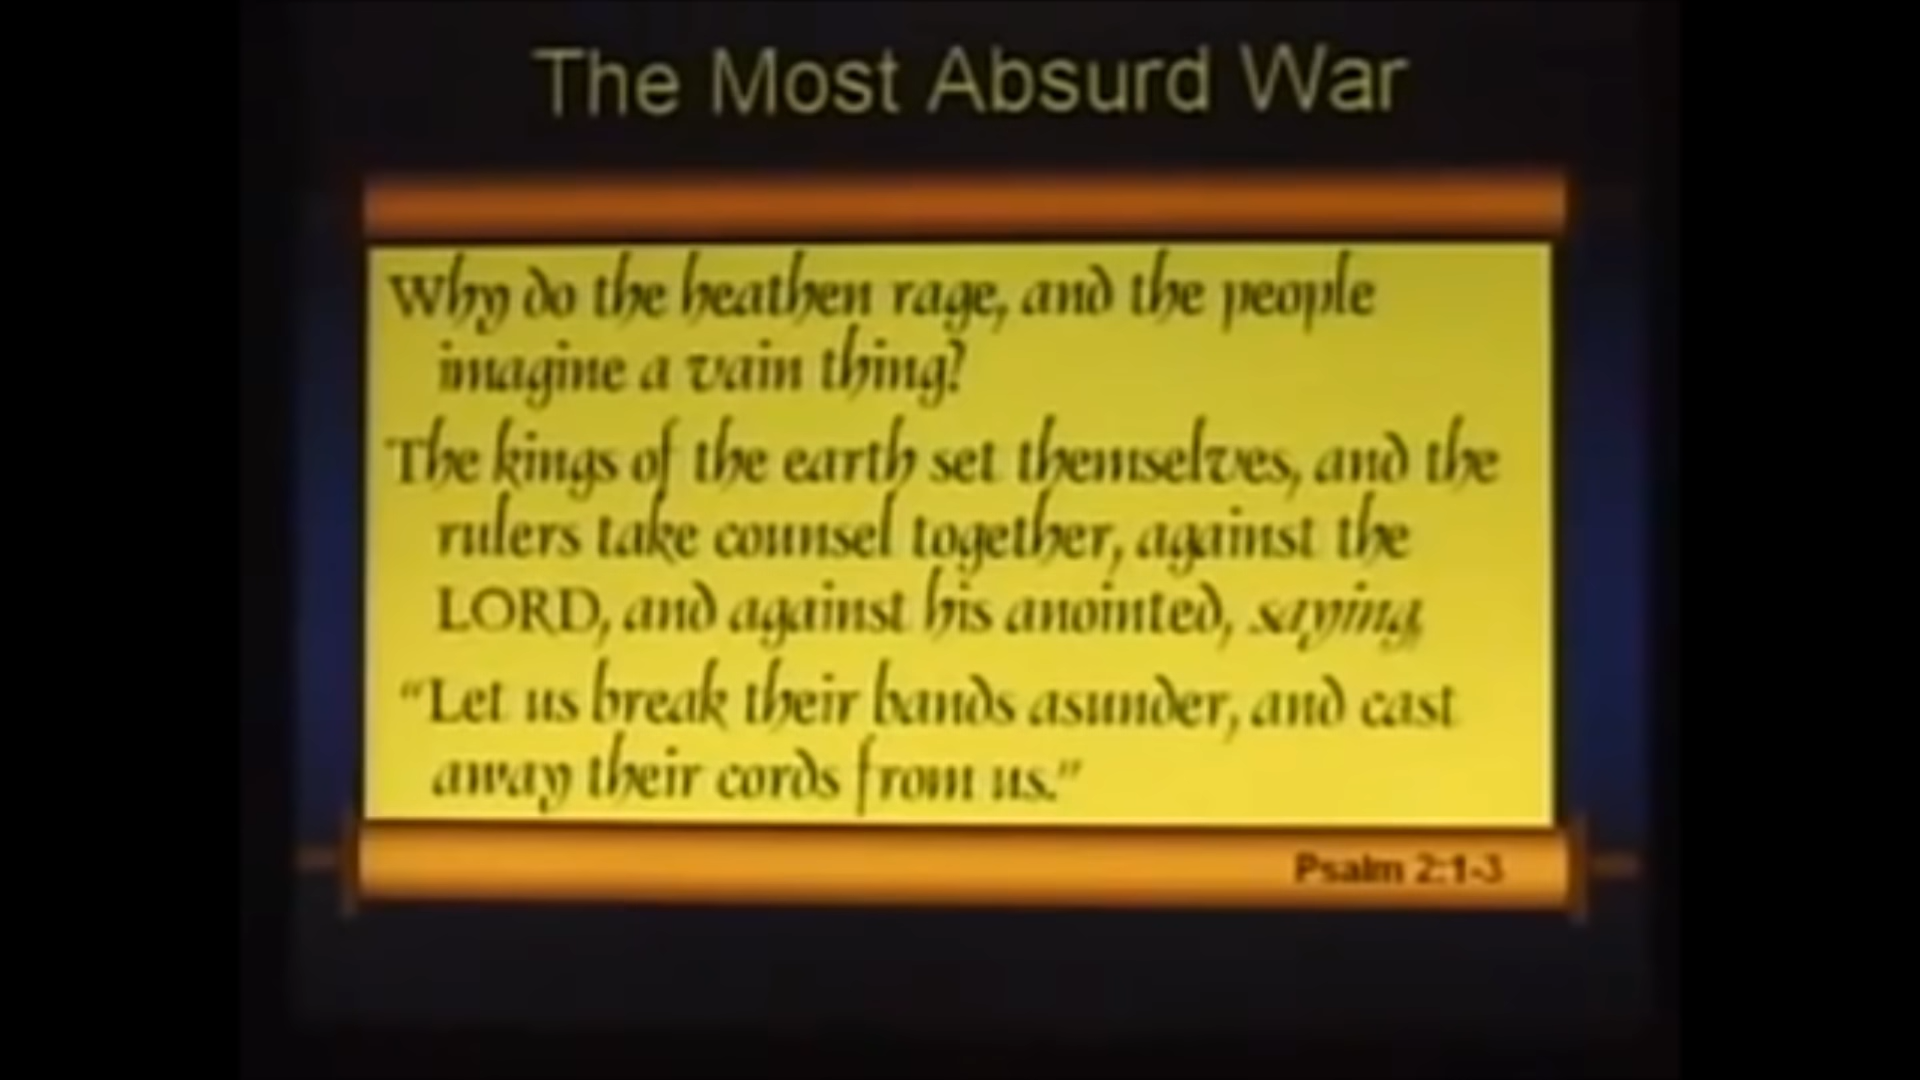 The Most Absurd War
Why do the heathen rage, and the people
imagine a vain thing?
The kings of the earth set themselves, and the
rulers take counsel together, against the
LORD, and against his anointed, saying,
“Let us break their bands asunder, and cast
away their cords from us.”
Psalm 2:1-3